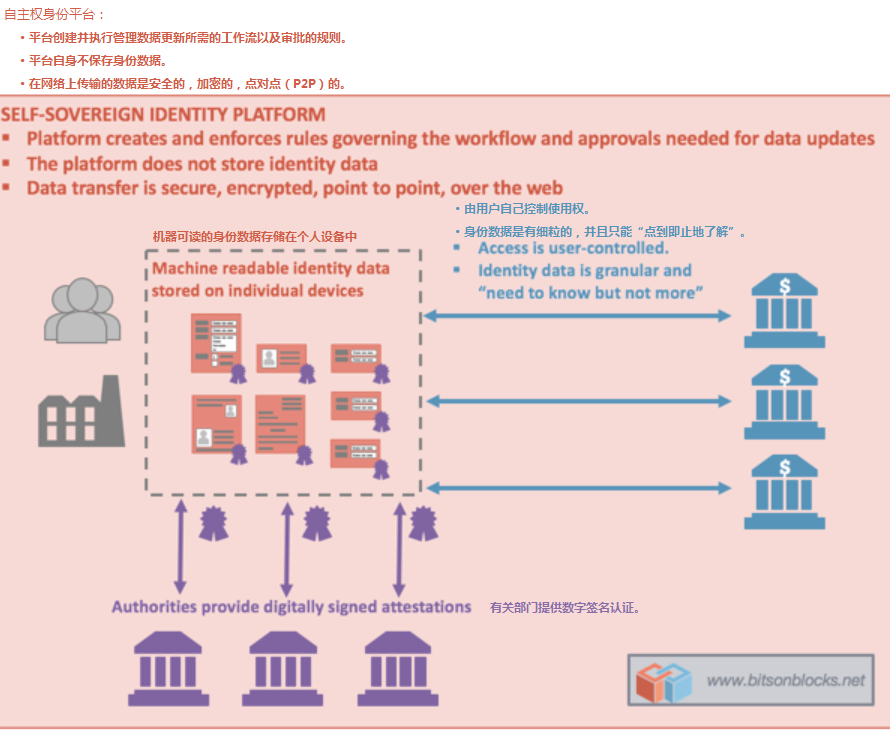 自主权身份平台：
• 平台创建并执行管理数据更新所需的工作流以及审批的规则。
• 平台自身不保存身份数据。
• 在网络上传输的数据是安全的，加密的，点对点（P2P）的。
SELF-SOVEREIGN IDENTITY PLATFORM
▪ Platform creates and enforces rules governing the workflow and approvals needed for data updates
▪ The platform does not store identity data
▪ Data transfer is secure, encrypted, point to point, over the web
• 由用户自己控制使用权。
• 身份数据是有细粒的，并且只能“点到即止地了解”。
机器可读的身份数据存储在个人设备中
Machine readable identity data
stored on individual devices
▪ Access is user-controlled.
▪ Identity data is granular and
“need to know but not more”
$
$
$
Authorities provide digitally signed attestations
有关部门提供数字签名认证。
www.bitsonblocks.net